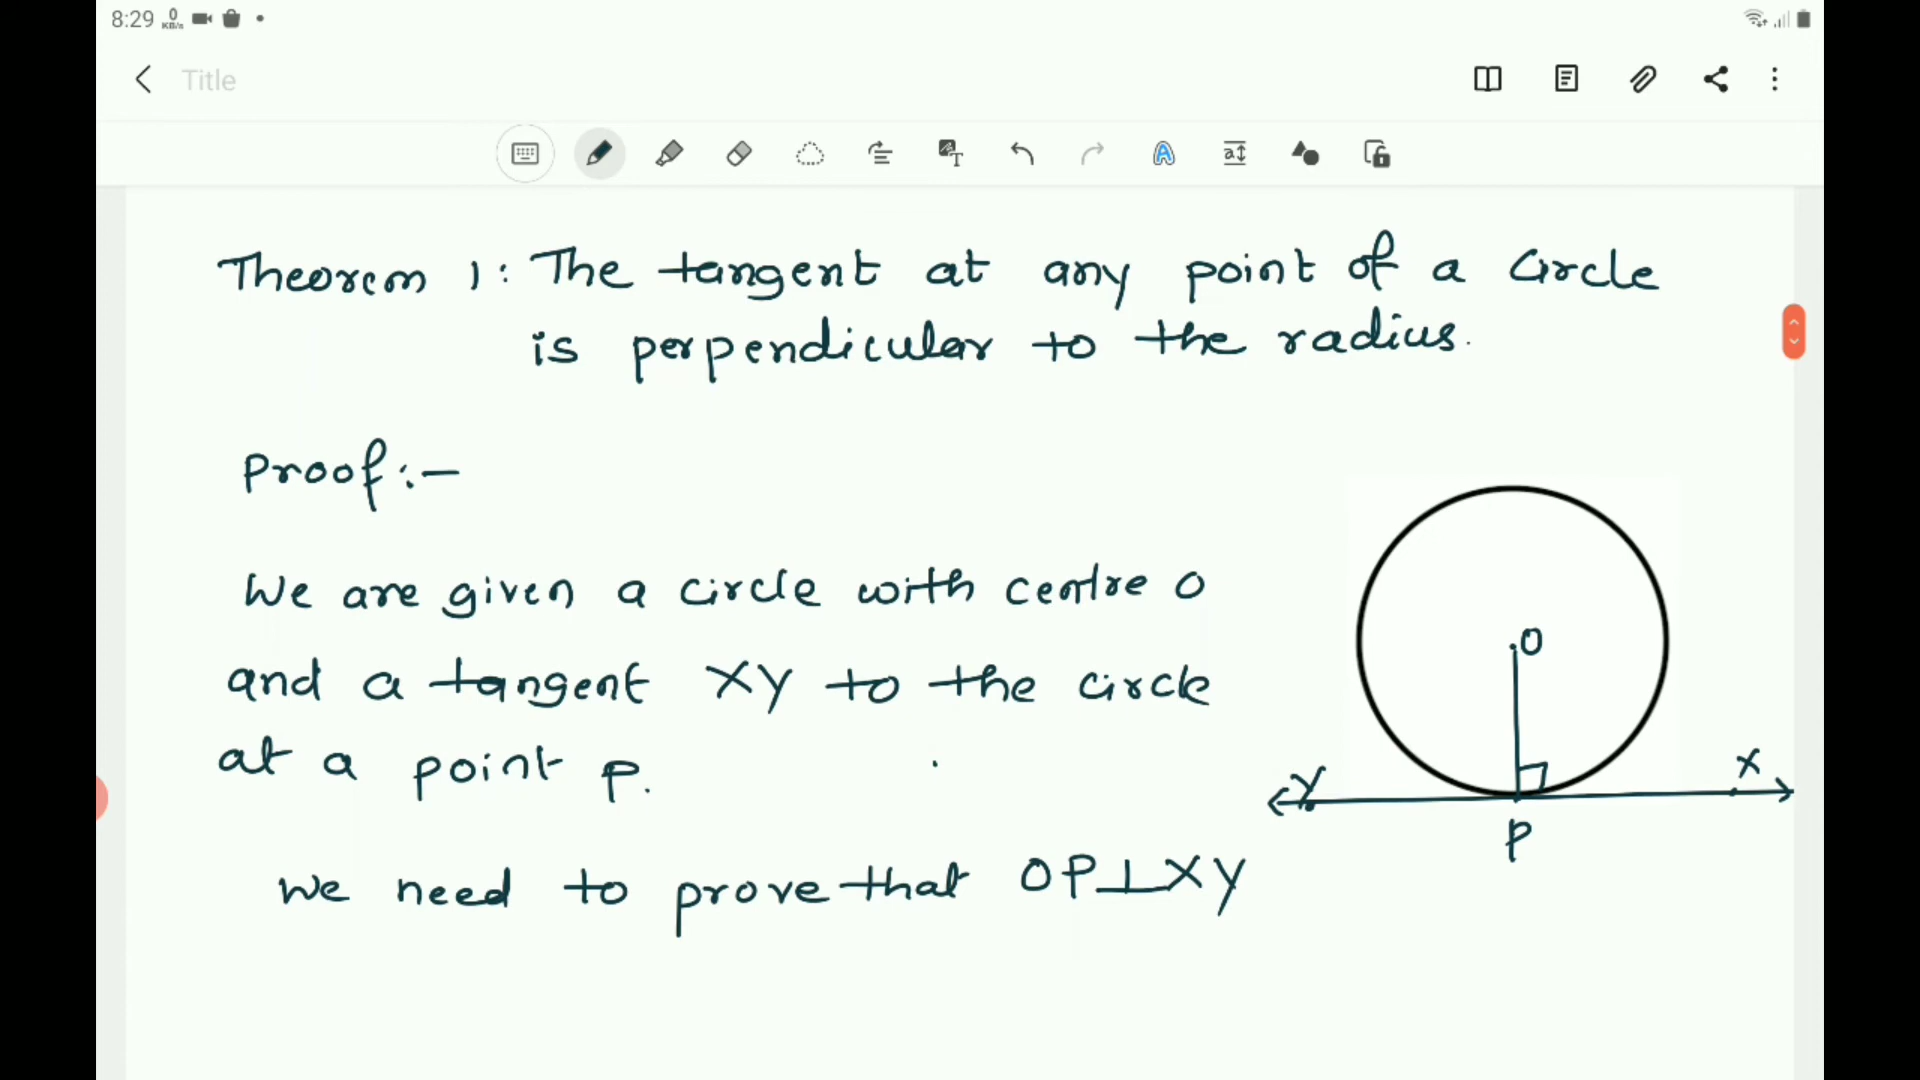 8:29 0 KB/s
Title
Theorem 1: The tangent at any point of a circle
is perpendicular to the radius.
Proof:-
We are given a circle with centre O
and a tangent XY to the circle
at a point P.
We need to prove that OP⊥XY
O
Y
X
P